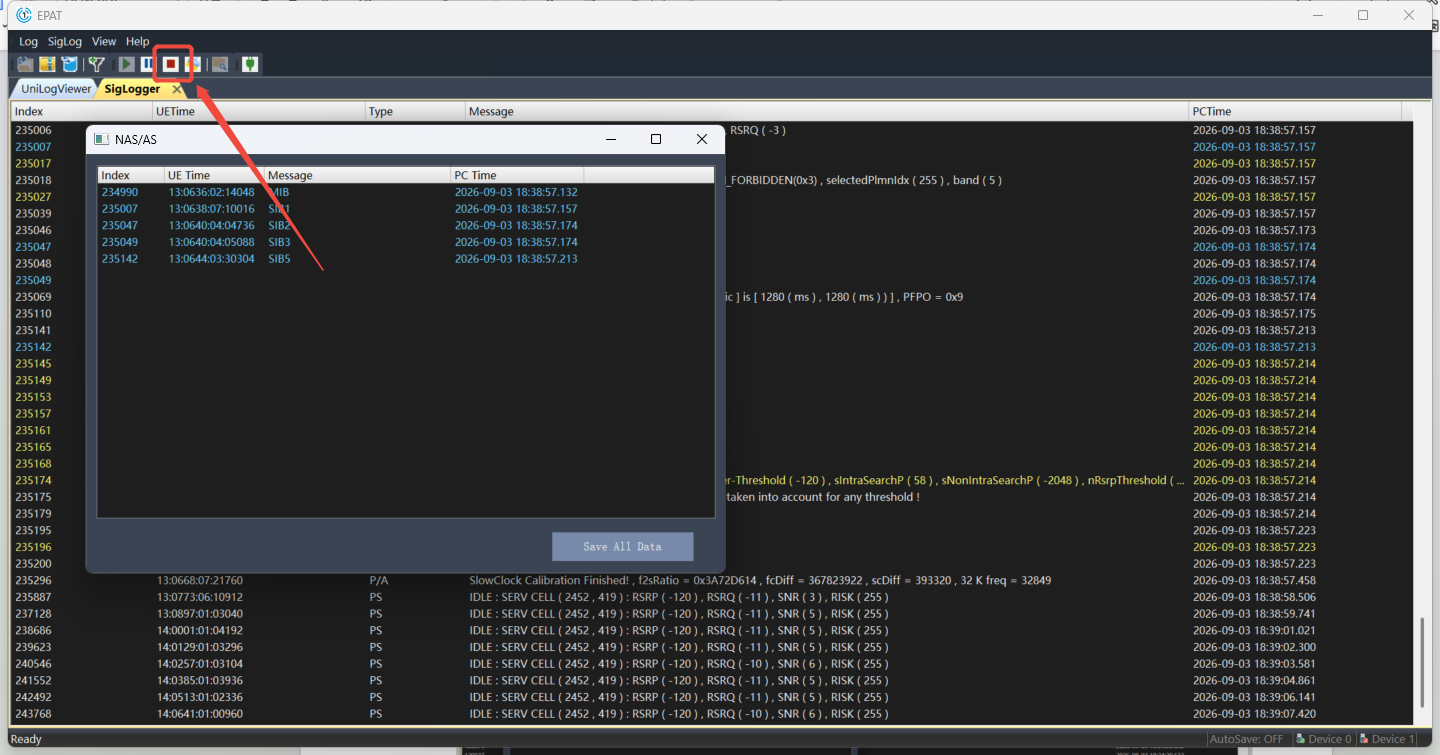 EPAT
Log SigLog View Help
UniLogViewer SigLogger
Index UETime Type Message PCTime
235006 , RSRQ ( -3 ) 2026-09-03 18:38:57.157
235007 2026-09-03 18:38:57.157
235017 2026-09-03 18:38:57.157
235018 _FORBIDDEN(0x3) , selectedPlmnIdx ( 255 ) , band ( 5 ) 2026-09-03 18:38:57.157
235027 2026-09-03 18:38:57.157
235039 2026-09-03 18:38:57.157
235046 2026-09-03 18:38:57.173
235047 2026-09-03 18:38:57.174
235048 2026-09-03 18:38:57.174
235049 2026-09-03 18:38:57.174
235069 ic ] is [ 1280 ( ms ) , 1280 ( ms ) ) ] , PFPO = 0x9 2026-09-03 18:38:57.174
235110 2026-09-03 18:38:57.175
235141 2026-09-03 18:38:57.213
235142 2026-09-03 18:38:57.213
235145 2026-09-03 18:38:57.214
235149 2026-09-03 18:38:57.214
235153 2026-09-03 18:38:57.214
235157 2026-09-03 18:38:57.214
235161 2026-09-03 18:38:57.214
235165 2026-09-03 18:38:57.214
235168 2026-09-03 18:38:57.214
235174 er-Threshold ( -120 ) , sIntraSearchP ( 58 ) , sNonIntraSearchP ( -2048 ) , nRsrpThreshold ( ... 2026-09-03 18:38:57.214
235175 taken into account for any threshold ! 2026-09-03 18:38:57.214
235179 2026-09-03 18:38:57.214
235195 2026-09-03 18:38:57.223
235196 2026-09-03 18:38:57.223
235200 2026-09-03 18:38:57.223
235296 13:0668:07:21760 P/A SlowClock Calibration Finished! , f2sRatio = 0x3A72D614 , fcDiff = 367823922 , scDiff = 393320 , 32 K freq = 32849 2026-09-03 18:38:57.458
235887 13:0773:06:10912 PS IDLE : SERV CELL ( 2452 , 419 ) : RSRP ( -120 ) , RSRQ ( -11 ) , SNR ( 3 ) , RISK ( 255 ) 2026-09-03 18:38:58.506
237128 13:0897:01:03040 PS IDLE : SERV CELL ( 2452 , 419 ) : RSRP ( -120 ) , RSRQ ( -11 ) , SNR ( 5 ) , RISK ( 255 ) 2026-09-03 18:38:59.741
238686 14:0001:01:04192 PS IDLE : SERV CELL ( 2452 , 419 ) : RSRP ( -120 ) , RSRQ ( -11 ) , SNR ( 5 ) , RISK ( 255 ) 2026-09-03 18:39:01.021
239623 14:0129:01:03296 PS IDLE : SERV CELL ( 2452 , 419 ) : RSRP ( -120 ) , RSRQ ( -11 ) , SNR ( 5 ) , RISK ( 255 ) 2026-09-03 18:39:02.300
240546 14:0257:01:03104 PS IDLE : SERV CELL ( 2452 , 419 ) : RSRP ( -120 ) , RSRQ ( -10 ) , SNR ( 6 ) , RISK ( 255 ) 2026-09-03 18:39:03.581
241552 14:0385:01:03936 PS IDLE : SERV CELL ( 2452 , 419 ) : RSRP ( -120 ) , RSRQ ( -11 ) , SNR ( 5 ) , RISK ( 255 ) 2026-09-03 18:39:04.861
242492 14:0513:01:02336 PS IDLE : SERV CELL ( 2452 , 419 ) : RSRP ( -120 ) , RSRQ ( -11 ) , SNR ( 5 ) , RISK ( 255 ) 2026-09-03 18:39:06.141
243768 14:0641:01:00960 PS IDLE : SERV CELL ( 2452 , 419 ) : RSRP ( -120 ) , RSRQ ( -10 ) , SNR ( 5 ) , RISK ( 255 ) 2026-09-03 18:39:07.420
NAS/AS
Index UE Time Message PC Time
234990 13:0636:02:14048 MIB 2026-09-03 18:38:57.132
235007 13:0638:07:10016 SIB1 2026-09-03 18:38:57.157
235047 13:0640:04:04736 SIB2 2026-09-03 18:38:57.174
235049 13:0640:04:05088 SIB3 2026-09-03 18:38:57.174
235142 13:0644:03:30304 SIB5 2026-09-03 18:38:57.213
Save All Data
Ready AutoSave: OFF Device 0 Device 1